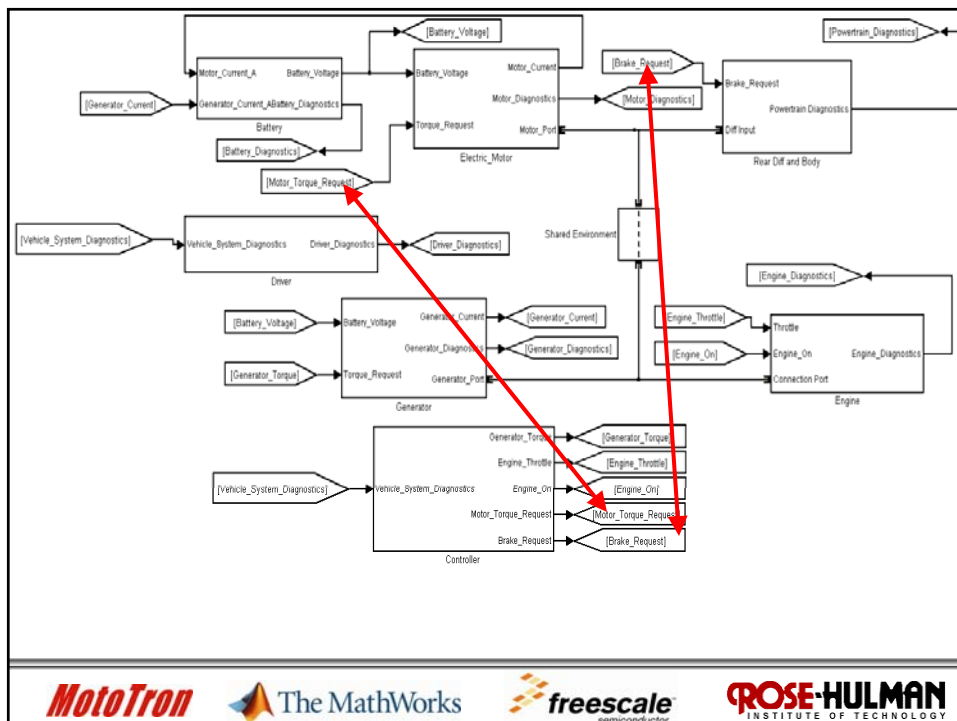 [Battery_Voltage]
[Powertrain_Diagnostics]
Motor_Current_A
Battery_Voltage
[Generator_Current]
Generator_Current_A
Battery_Diagnostics
Battery
[Battery_Diagnostics]
Battery_Voltage
Motor_Current
Motor_Diagnostics
Torque_Request
Motor_Port
Electric_Motor
[Motor_Torque_Request]
[Brake_Request]
[Motor_Diagnostics]
Brake_Request
Powertrain Diagnostics
Diff Input
Rear Diff and Body
[Vehicle_System_Diagnostics]
Vehicle_System_Diagnostics
Driver_Diagnostics
[Driver_Diagnostics]
Driver
Shared Environment
[Engine_Diagnostics]
[Battery_Voltage]
Battery_Voltage
Generator_Current
[Generator_Current]
Generator_Diagnostics
[Generator_Diagnostics]
[Generator_Torque]
Torque_Request
Generator_Port
Generator
[Engine_Throttle]
Throttle
[Engine_On]
Engine_On
Engine_Diagnostics
Connection Port
Engine
Generator_Torque
[Generator_Torque]
Engine_Throttle
[Engine_Throttle]
[Vehicle_System_Diagnostics]
Vehicle_System_Diagnostics
Engine_On
[Engine_On]
Motor_Torque_Request
[Motor_Torque_Request]
Brake_Request
[Brake_Request]
Controller
MotoTron
The MathWorks
freescale™
semiconductor
ROSE-HULMAN
INSTITUTE OF TECHNOLOGY